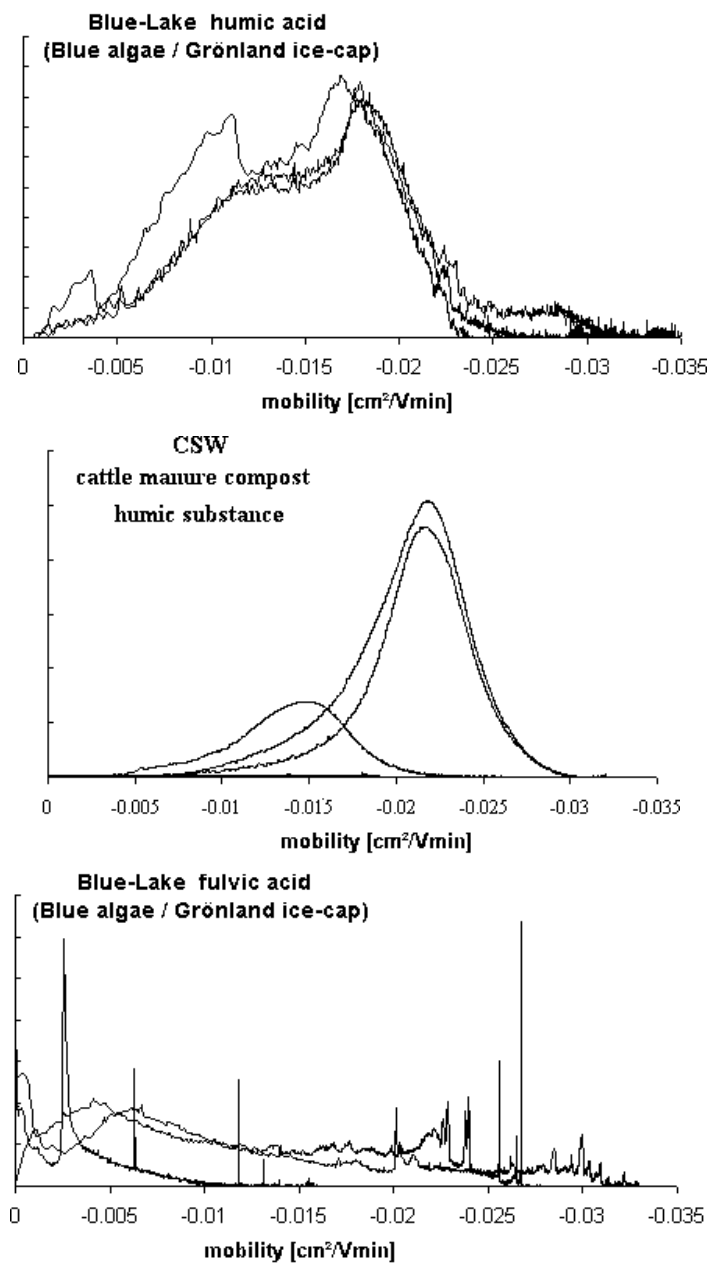 Blue-Lake humic acid
(Blue algae / Grönland ice-cap)
0 -0.005 -0.01 -0.015 -0.02 -0.025 -0.03 -0.035
mobility [cm²/Vmin]
CSW
cattle manure compost
humic substance
0 -0.005 -0.01 -0.015 -0.02 -0.025 -0.03 -0.035
mobility [cm²/Vmin]
Blue-Lake fulvic acid
(Blue algae / Grönland ice-cap)
0 -0.005 -0.01 -0.015 -0.02 -0.025 -0.03 -0.035
mobility [cm²/Vmin]